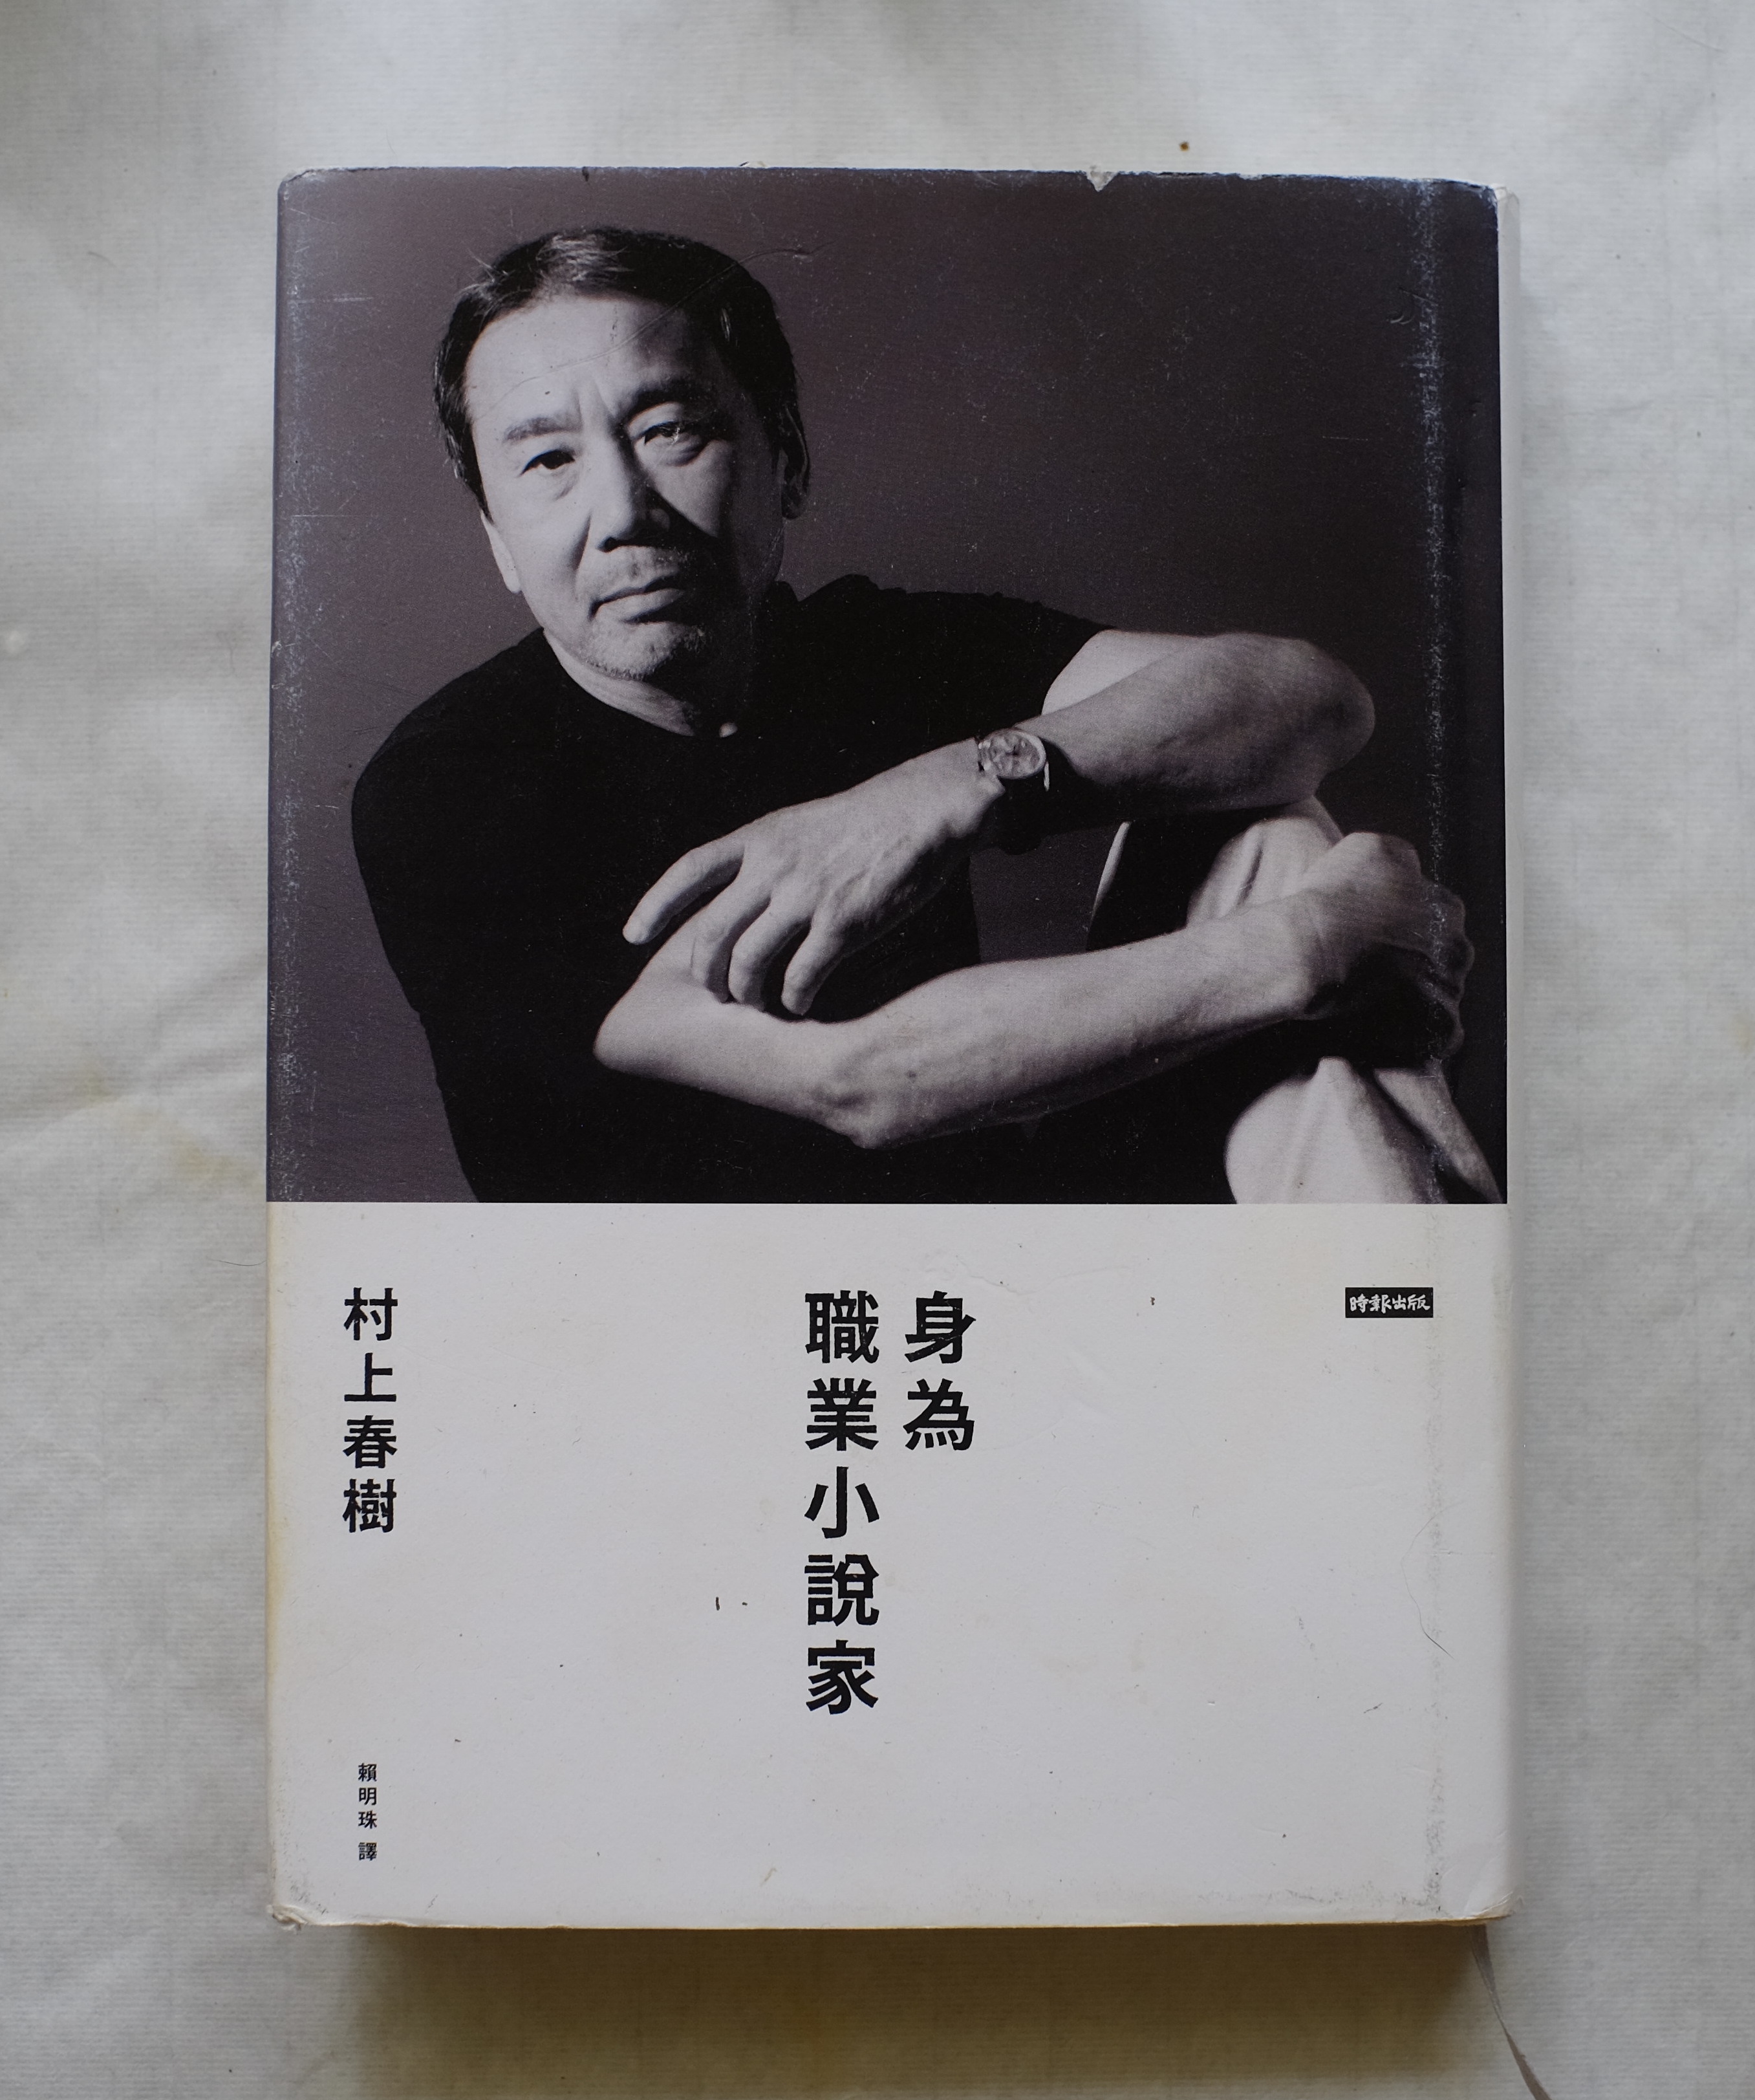 時報出版
身為
職業小說家
村上春樹
賴明珠 譯